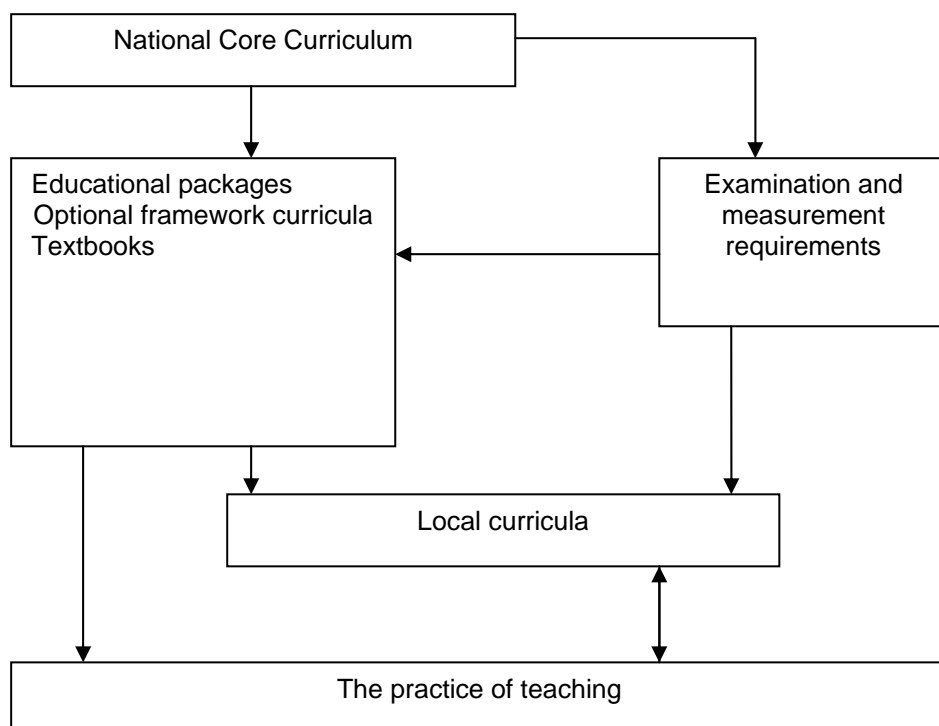 National Core Curriculum
Educational packages
Optional framework curricula
Textbooks
Examination and
measurement
requirements
Local curricula
The practice of teaching